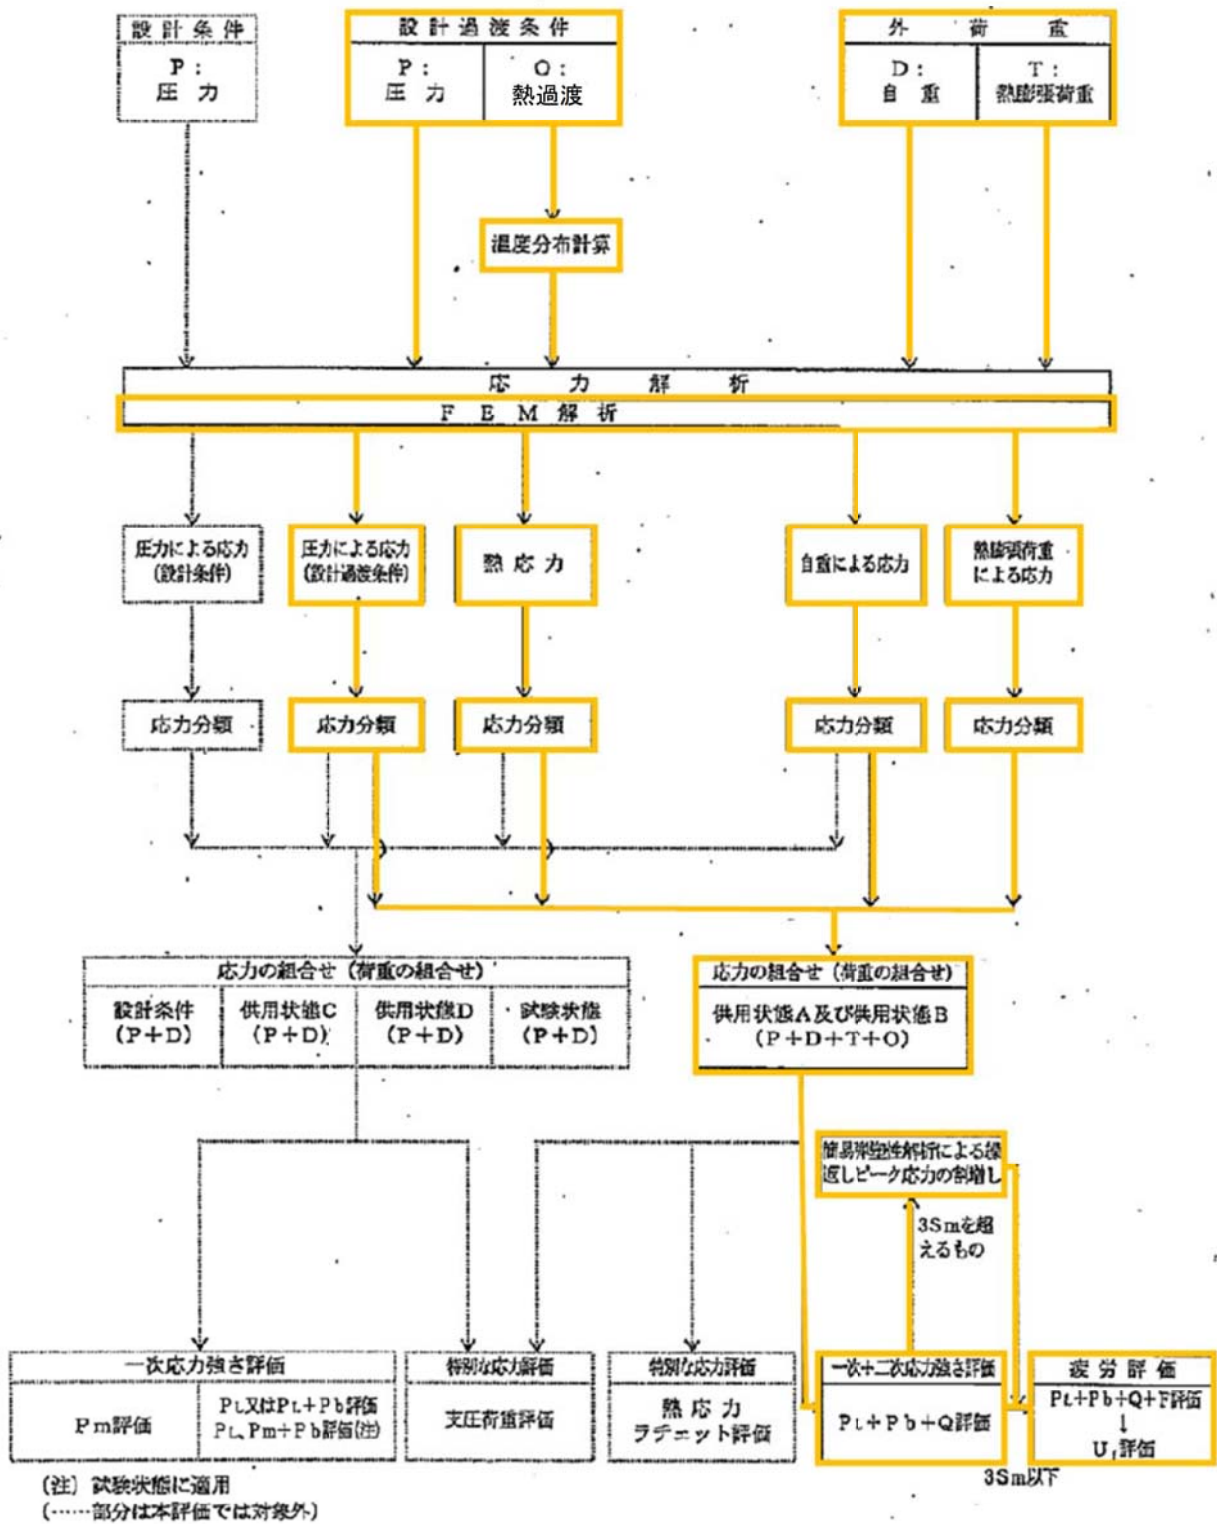 設計条件
設計過渡条件
外荷重
P:
圧力
P:
圧力
O:
熱過渡
D:
自重
T:
熱膨張荷重
温度分布計算
応力解析
FEM解析
圧力による応力
(設計条件)
圧力による応力
(設計過渡条件)
熱応力
自重による応力
熱膨張荷重
による応力
応力分類
応力分類
応力分類
応力分類
応力分類
応力の組合せ (荷重の組合せ)
設計条件
(P+D)
供用状態C
(P+D)
供用状態D
(P+D)
試験状態
(P+D)
応力の組合せ (荷重の組合せ)
供用状態A及び供用状態B
(P+D+T+O)
簡易弾塑性解析による繰
返しピーク応力の割増し
3Smを超
えるもの
一次応力強さ評価
Pm評価
PL又はPL+Pb評価
PL、Pm+Pb評価(注)
特別な応力評価
支圧荷重評価
特別な応力評価
熱応力
ラチェット評価
一次+二次応力強さ評価
PL+Pb+Q評価
疲労評価
PL+Pb+Q+F評価
↓
Uf評価
3Sm以下
(注) 試験状態に適用
(……部分は本評価では対象外)